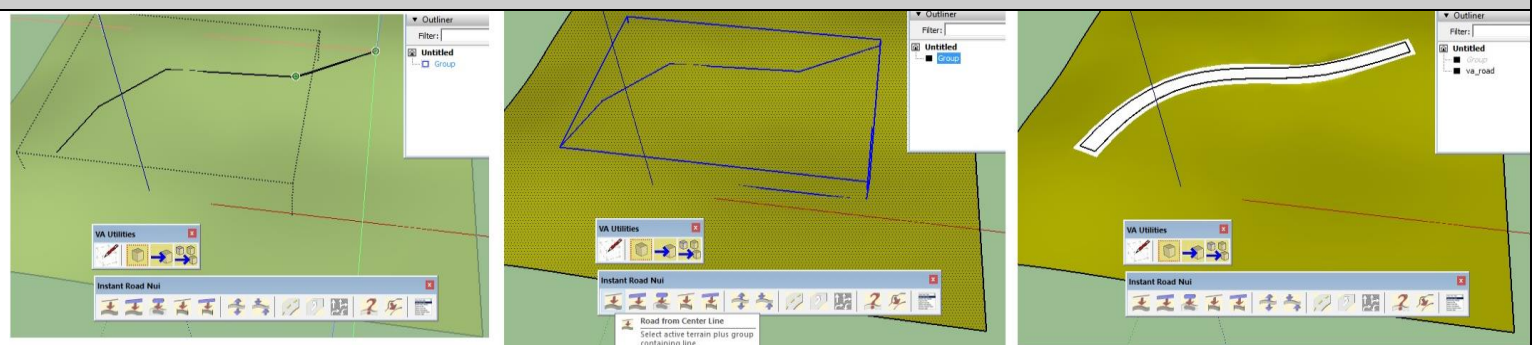 Outliner
Filter:
Untitled
Group
VA Utilities
Instant Road Nui
Outliner
Filter:
Untitled
Group
VA Utilities
Instant Road Nui
Road from Center Line
Select active terrain plus group
containing line
Outliner
Filter:
Untitled
Group
va_road
VA Utilities
Instant Road Nui